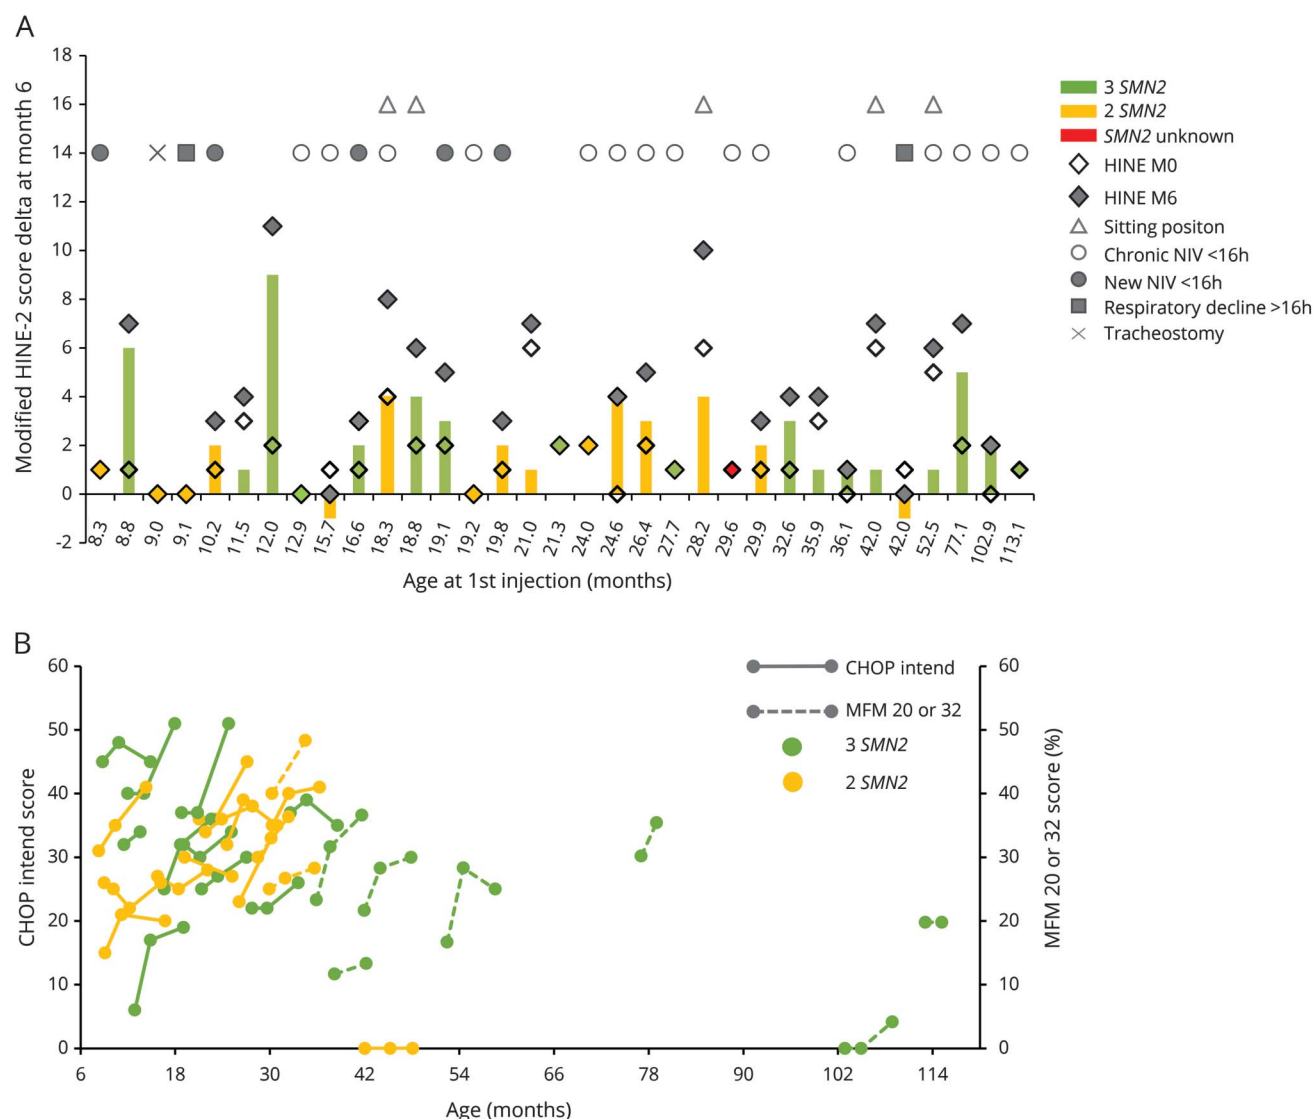 A
Modified HINE-2 score delta at month 6
18
16
14
12
10
8
6
4
2
0
-2
8.3 8.8 9.0 9.1 10.2 11.5 12.0 12.9 15.7 16.6 18.3 18.8 19.1 19.2 19.8 21.0 21.3 24.0 24.6 26.4 27.7 28.2 29.6 29.9 32.6 35.9 36.1 42.0 42.0 52.5 77.1 102.9 113.1
Age at 1st injection (months)
3 SMN2
2 SMN2
SMN2 unknown
HINE M0
HINE M6
Sitting positon
Chronic NIV <16h
New NIV <16h
Respiratory decline >16h
Tracheostomy
B
CHOP intend score
60
50
40
30
20
10
0
6 18 30 42 54 66 78 90 102 114
Age (months)
CHOP intend
MFM 20 or 32
3 SMN2
2 SMN2
60
50
40
30
20
10
0
MFM 20 or 32 score (%)